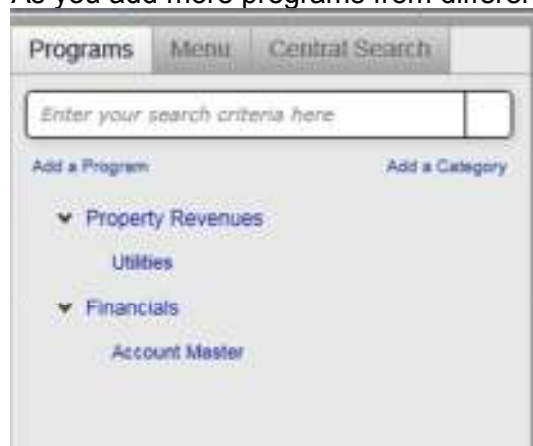 As you add more programs from differen
Programs Menu Central Search
Enter your search criteria here
Add a Program Add a Category
Property Revenues
Utilities
Financials
Account Master